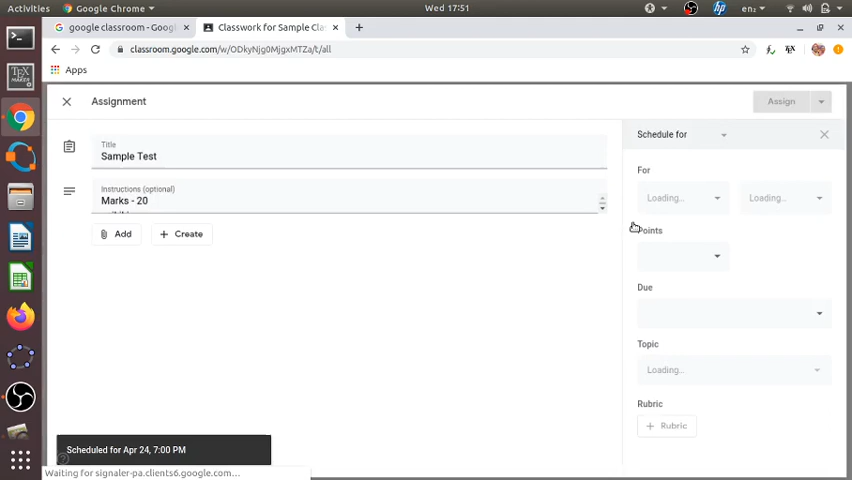 Activities Google Chrome Wed 17:51 en₂
google classroom - Google Classwork for Sample Cla
classroom.google.com/w/ODkyNjg0MjgxMTZa/t/all
Apps
Assignment Assign
Schedule for
Title
Sample Test
For
Instructions (optional)
Marks - 20
Loading... Loading...
Add Create
Points
Due
Topic
Loading...
Rubric
Rubric
Scheduled for Apr 24, 7:00 PM
Waiting for signaler-pa.clients6.google.com...